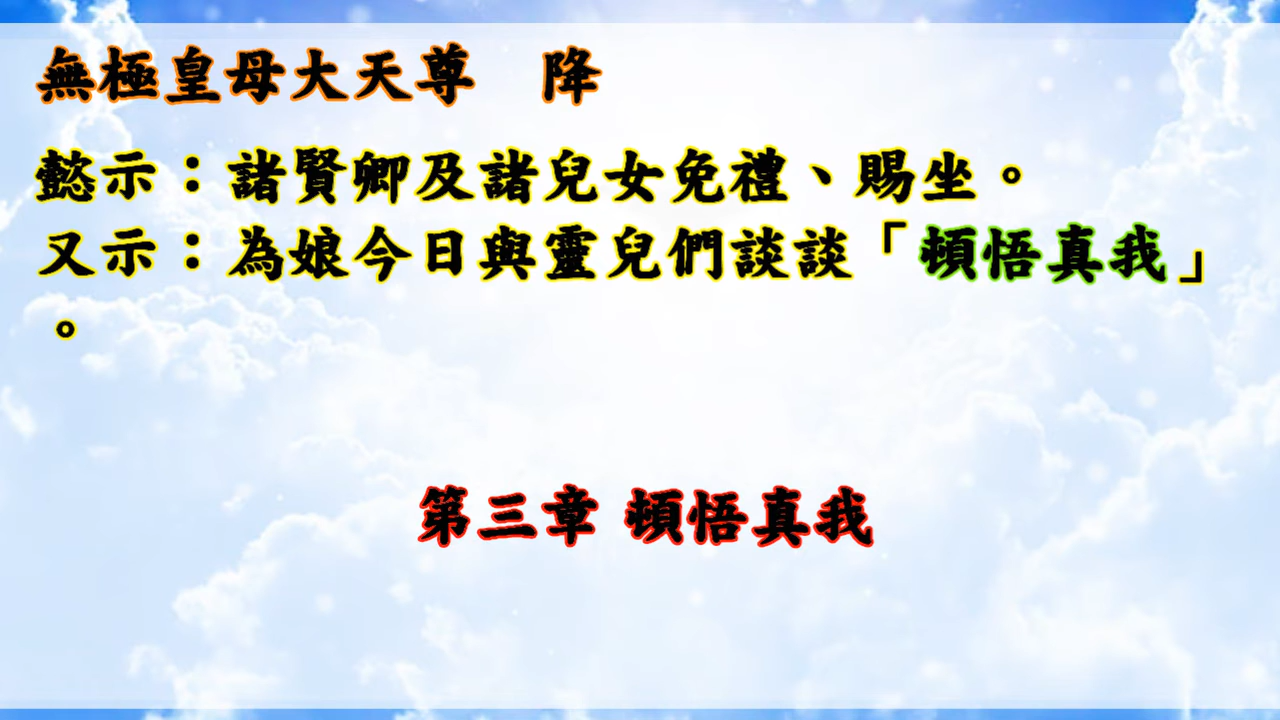 無極皇母大天尊　降
懿示：諸賢卿及諸兒女免禮、賜坐。
又示：為娘今日與靈兒們談談「頓悟真我」
。
第三章 頓悟真我